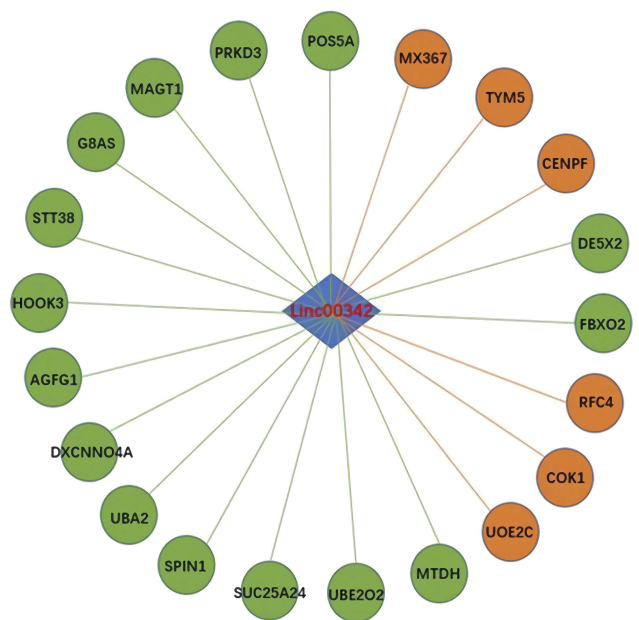 POS5A
MX367
TYM5
CENPF
DE5X2
FBXO2
RFC4
COK1
UOE2C
MTDH
UBE2O2
SUC25A24
SPIN1
UBA2
DXCNNO4A
AGFG1
HOOK3
STT38
G8AS
MAGT1
PRKD3
Linc00342